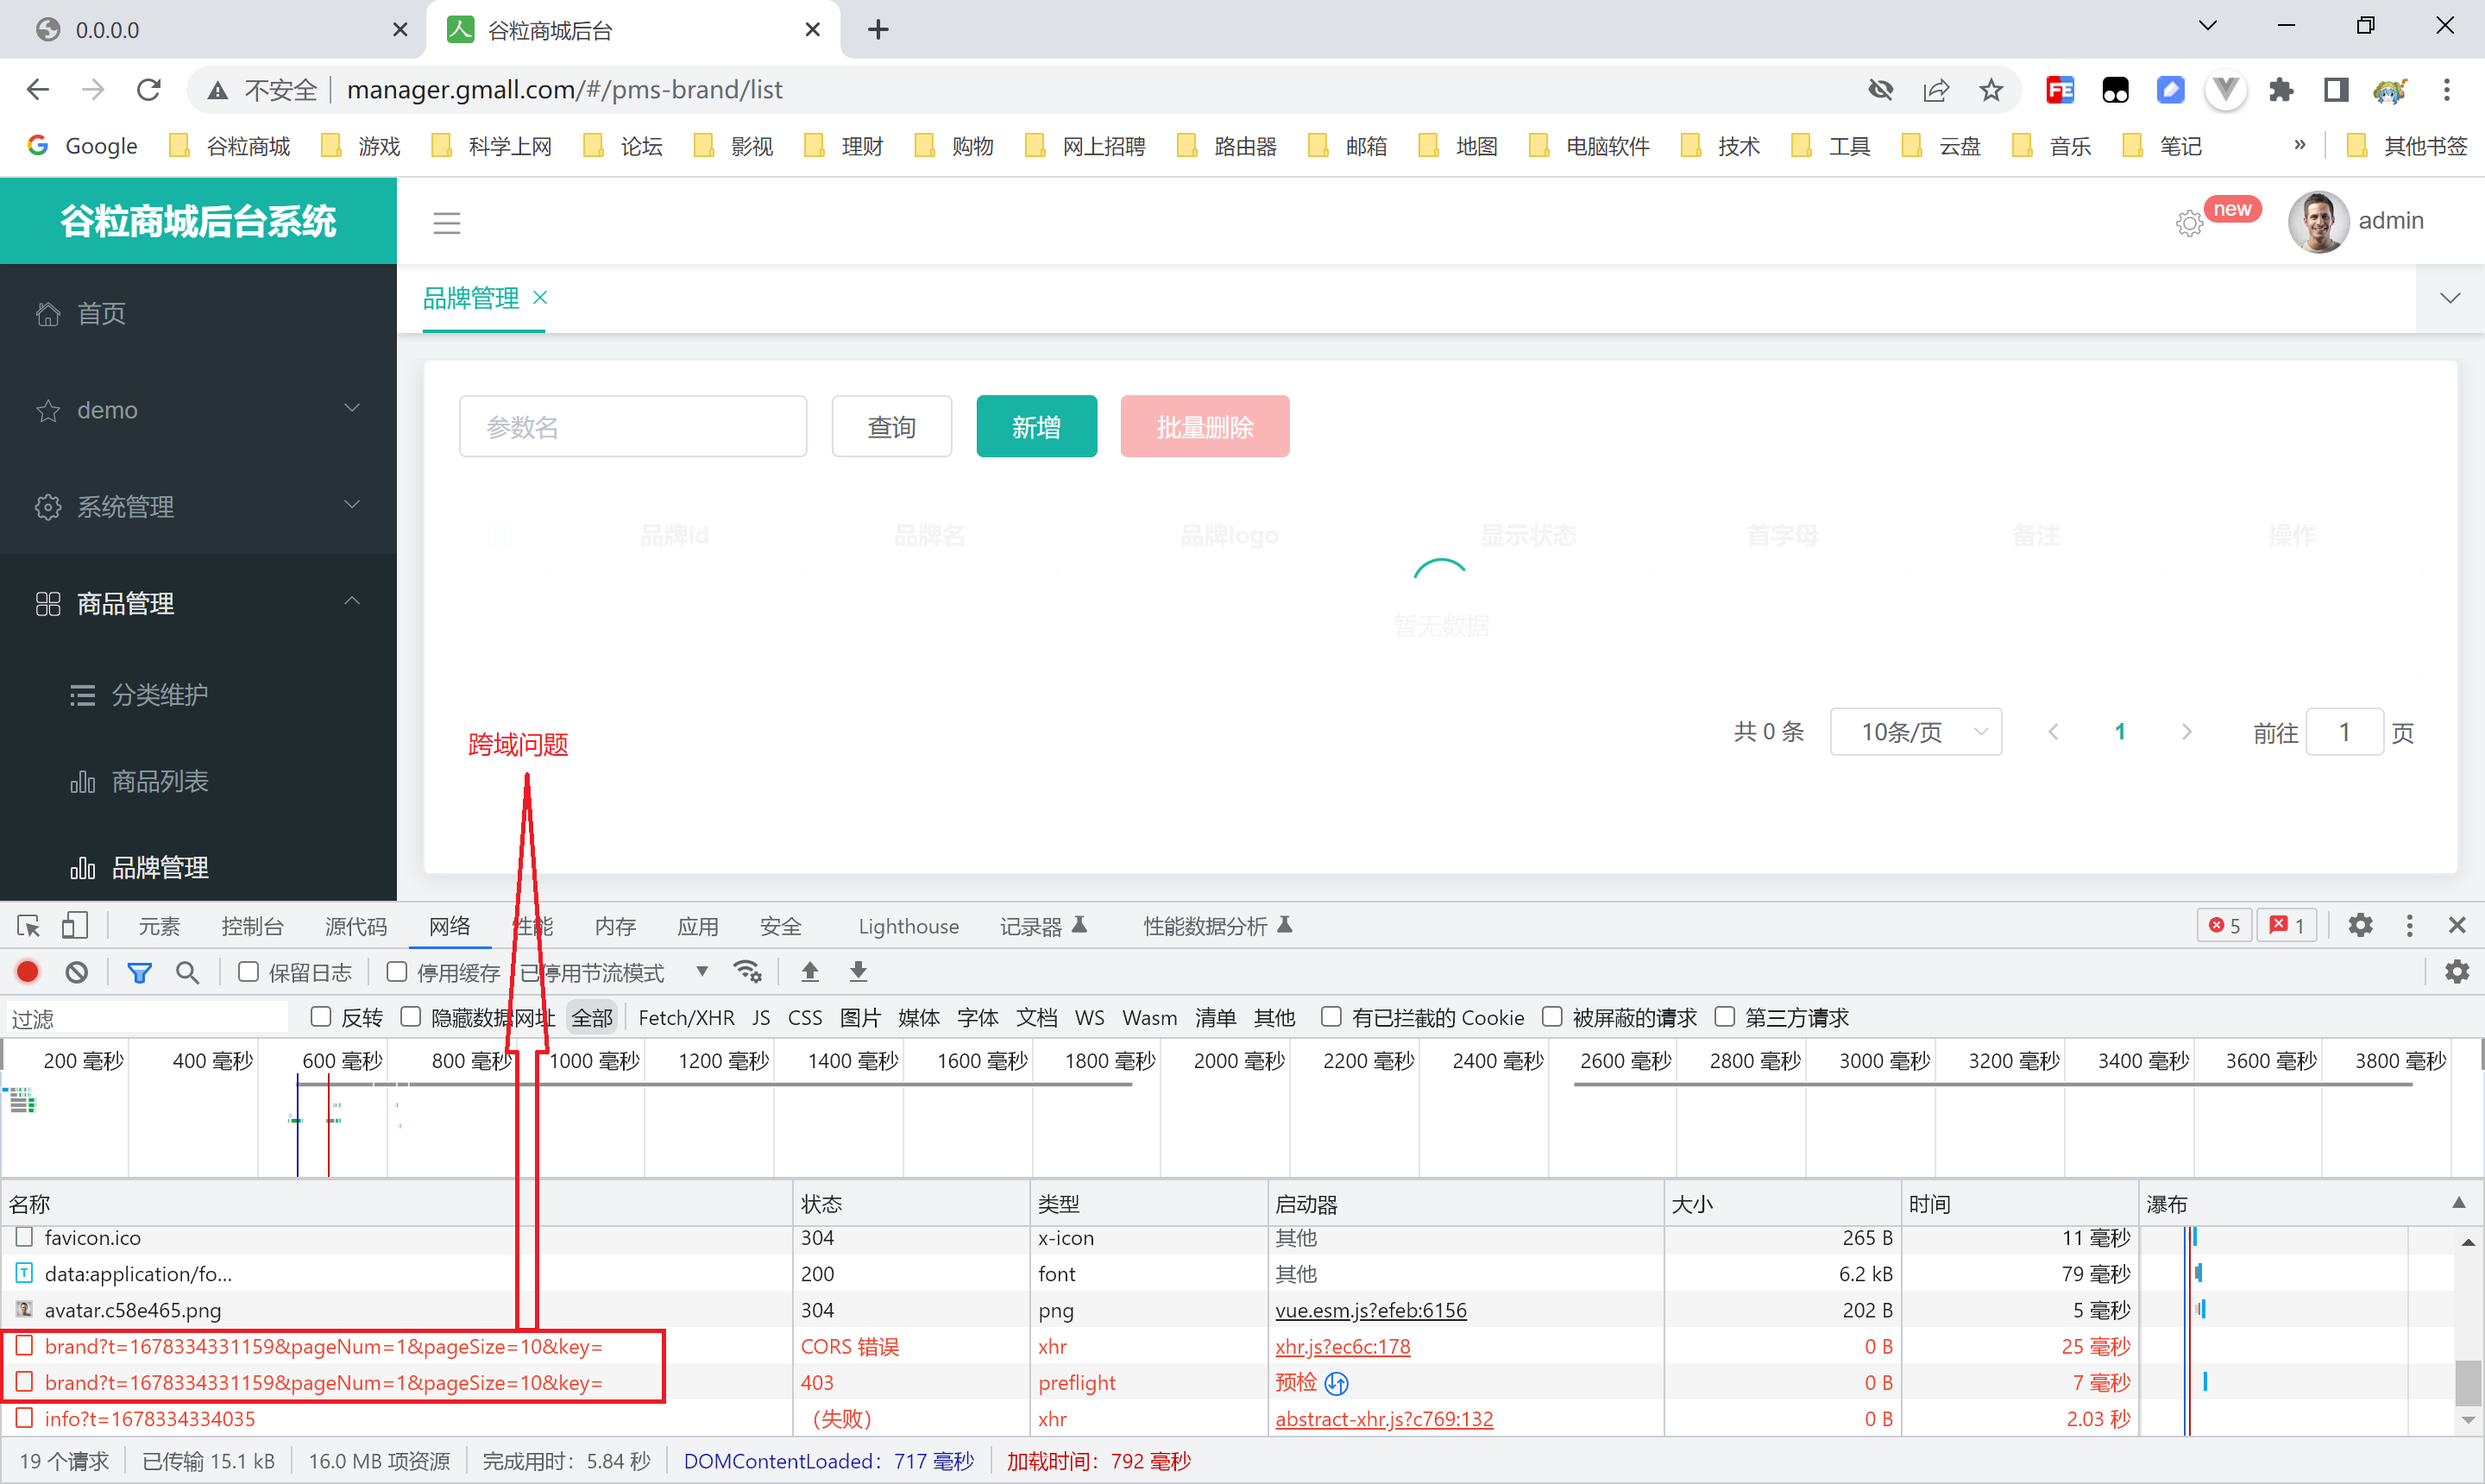 0.0.0.0
谷粒商城后台
不安全 manager.gmall.com/#/pms-brand/list
Google 谷粒商城 游戏 科学上网 论坛 影视 理财 购物 网上招聘 路由器 邮箱 地图 电脑软件 技术 工具 云盘 音乐 笔记 » 其他书签
谷粒商城后台系统
new
admin
首页
demo
系统管理
商品管理
分类维护
商品列表
品牌管理
品牌管理
参数名 查询 新增 批量删除
品牌id 品牌名 品牌logo 显示状态 首字母 备注 操作
暂无数据
共 0 条 10条/页 1 前往 1 页
跨域问题
元素 控制台 源代码 网络 性能 内存 应用 安全 Lighthouse 记录器 性能数据分析 5 1
保留日志 停用缓存 已停用节流模式
过滤 反转 隐藏数据网址 全部 Fetch/XHR JS CSS 图片 媒体 字体 文档 WS Wasm 清单 其他 有已拦截的 Cookie 被屏蔽的请求 第三方请求
200 毫秒 400 毫秒 600 毫秒 800 毫秒 1000 毫秒 1200 毫秒 1400 毫秒 1600 毫秒 1800 毫秒 2000 毫秒 2200 毫秒 2400 毫秒 2600 毫秒 2800 毫秒 3000 毫秒 3200 毫秒 3400 毫秒 3600 毫秒 3800 毫秒
名称 状态 类型 启动器 大小 时间 瀑布
favicon.ico 304 x-icon 其他 265 B 11 毫秒
data:application/fo... 200 font 其他 6.2 kB 79 毫秒
avatar.c58e465.png 304 png vue.esm.js?efeb:6156 202 B 5 毫秒
brand?t=1678334331159&pageNum=1&pageSize=10&key= CORS 错误 xhr xhr.js?ec6c:178 0 B 25 毫秒
brand?t=1678334331159&pageNum=1&pageSize=10&key= 403 preflight 预检 0 B 7 毫秒
info?t=1678334334035 （失败） xhr abstract-xhr.js?c769:132 0 B 2.03 秒
19 个请求 已传输 15.1 kB 16.0 MB 项资源 完成用时：5.84 秒 DOMContentLoaded：717 毫秒 加载时间：792 毫秒